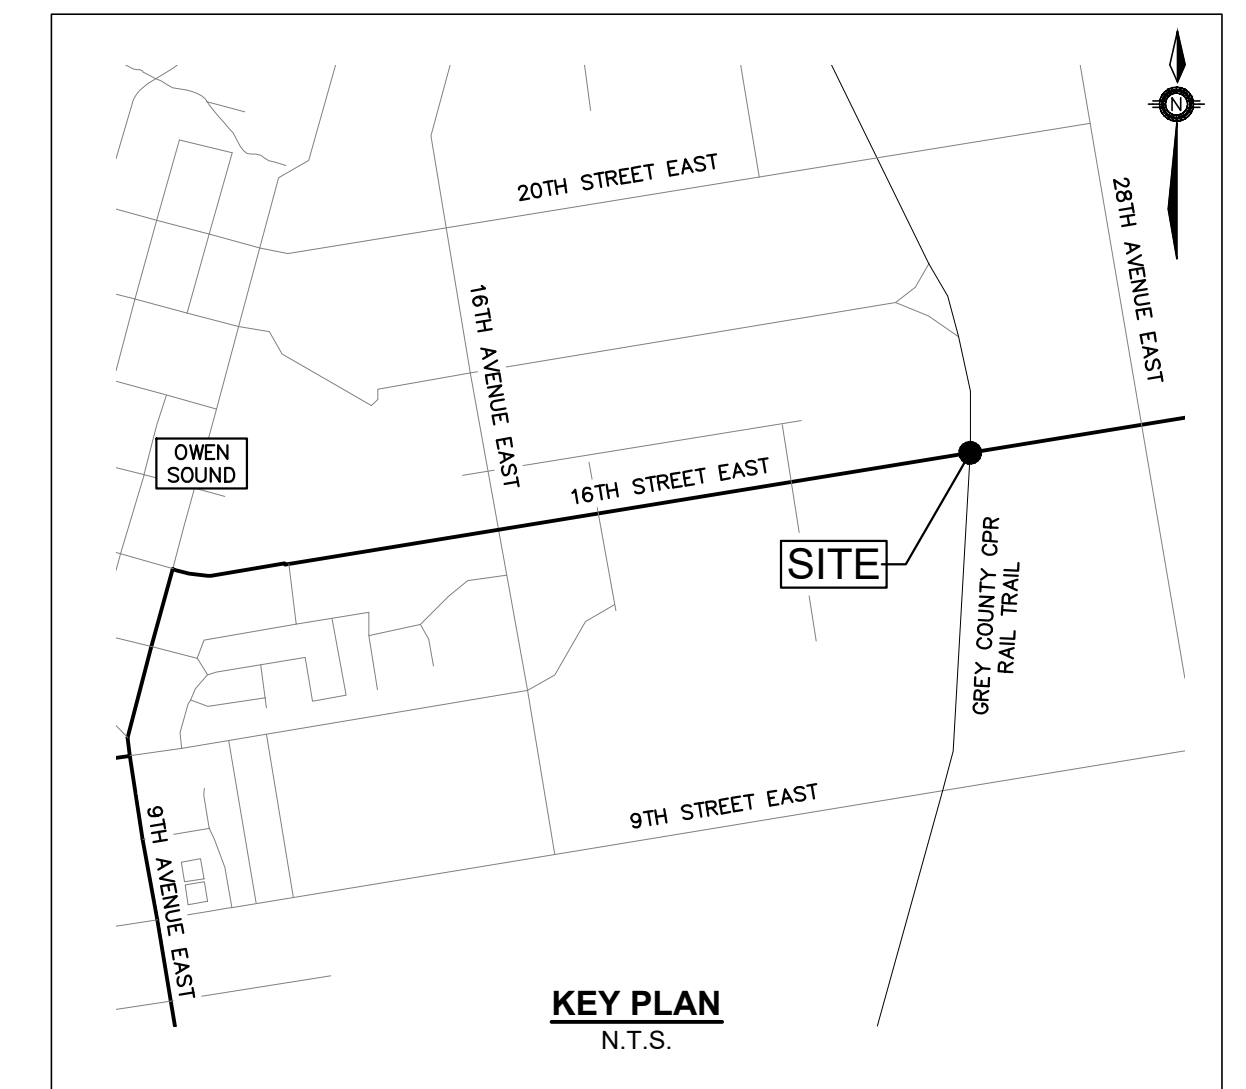 N
20TH STREET EAST
28TH AVENUE EAST
16TH AVENUE EAST
OWEN
SOUND
16TH STREET EAST
SITE
GREY COUNTY CPR
RAIL TRAIL
9TH STREET EAST
9TH AVENUE EAST
KEY PLAN
N.T.S.